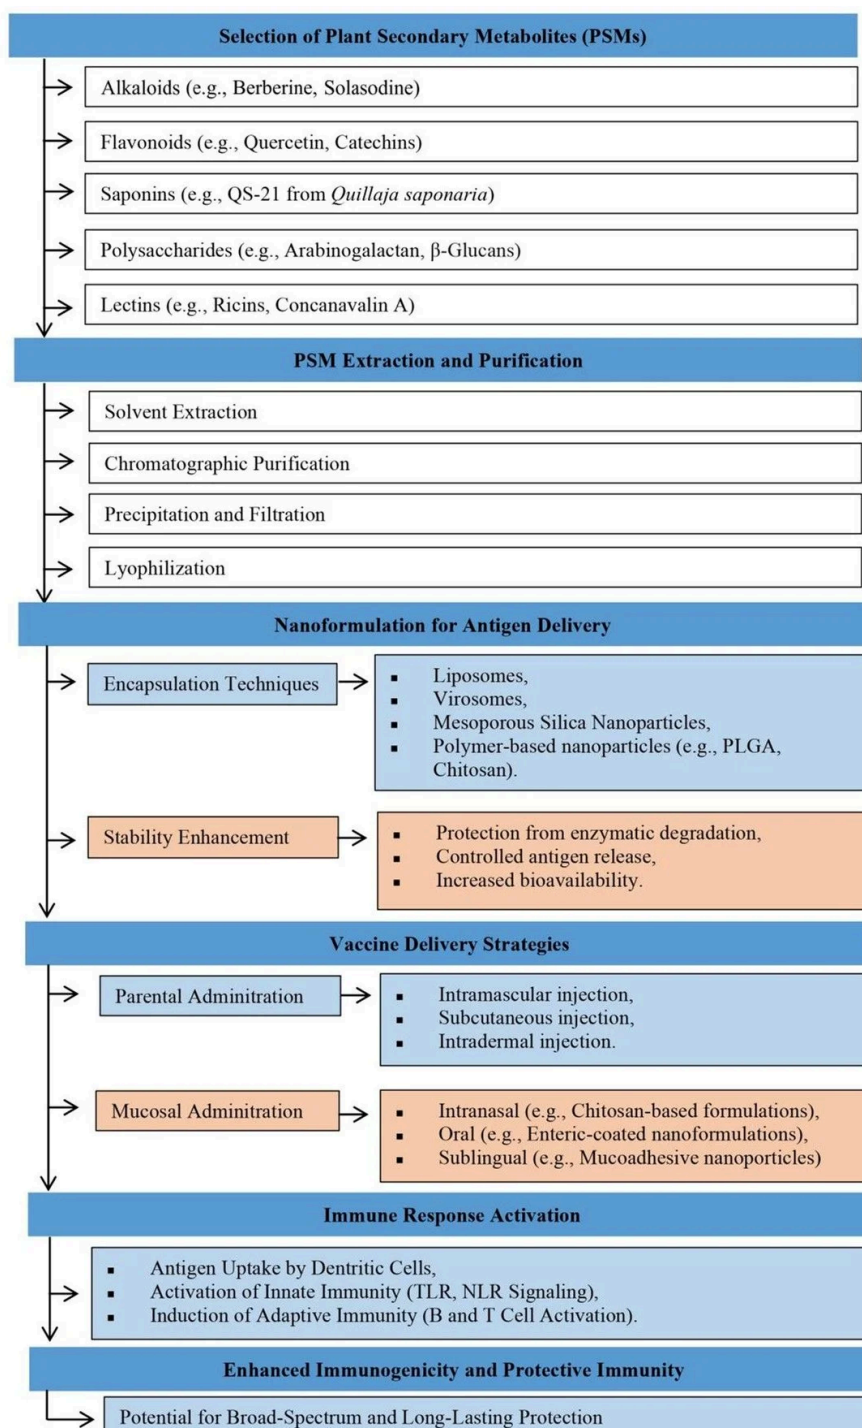 Selection of Plant Secondary Metabolites (PSMs)
Alkaloids (e.g., Berberine, Solasodine)
Flavonoids (e.g., Quercetin, Catechins)
Saponins (e.g., QS-21 from Quillaja saponaria)
Polysaccharides (e.g., Arabinogalactan, β-Glucans)
Lectins (e.g., Ricins, Concanavalin A)
PSM Extraction and Purification
Solvent Extraction
Chromatographic Purification
Precipitation and Filtration
Lyophilization
Nanoformulation for Antigen Delivery
Encapsulation Techniques
▪ Liposomes,
▪ Virosomes,
▪ Mesoporous Silica Nanoparticles,
▪ Polymer-based nanoparticles (e.g., PLGA,
Chitosan).
Stability Enhancement
▪ Protection from enzymatic degradation,
▪ Controlled antigen release,
▪ Increased bioavailability.
Vaccine Delivery Strategies
Parental Adminitration
▪ Intramascular injection,
▪ Subcutaneous injection,
▪ Intradermal injection.
Mucosal Adminitration
▪ Intranasal (e.g., Chitosan-based formulations),
▪ Oral (e.g., Enteric-coated nanoformulations),
▪ Sublingual (e.g., Mucoadhesive nanoporticles)
Immune Response Activation
▪ Antigen Uptake by Dentritic Cells,
▪ Activation of Innate Immunity (TLR, NLR Signaling),
▪ Induction of Adaptive Immunity (B and T Cell Activation).
Enhanced Immunogenicity and Protective Immunity
Potential for Broad-Spectrum and Long-Lasting Protection